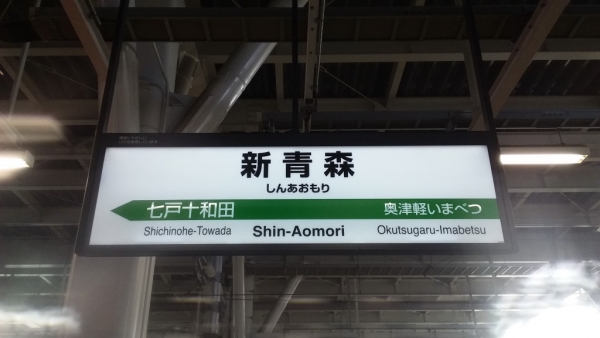 新青森
しんあおもり
七戸十和田 奥津軽いまべつ
Shichinohe-Towada Shin-Aomori Okutsugaru-Imabetsu